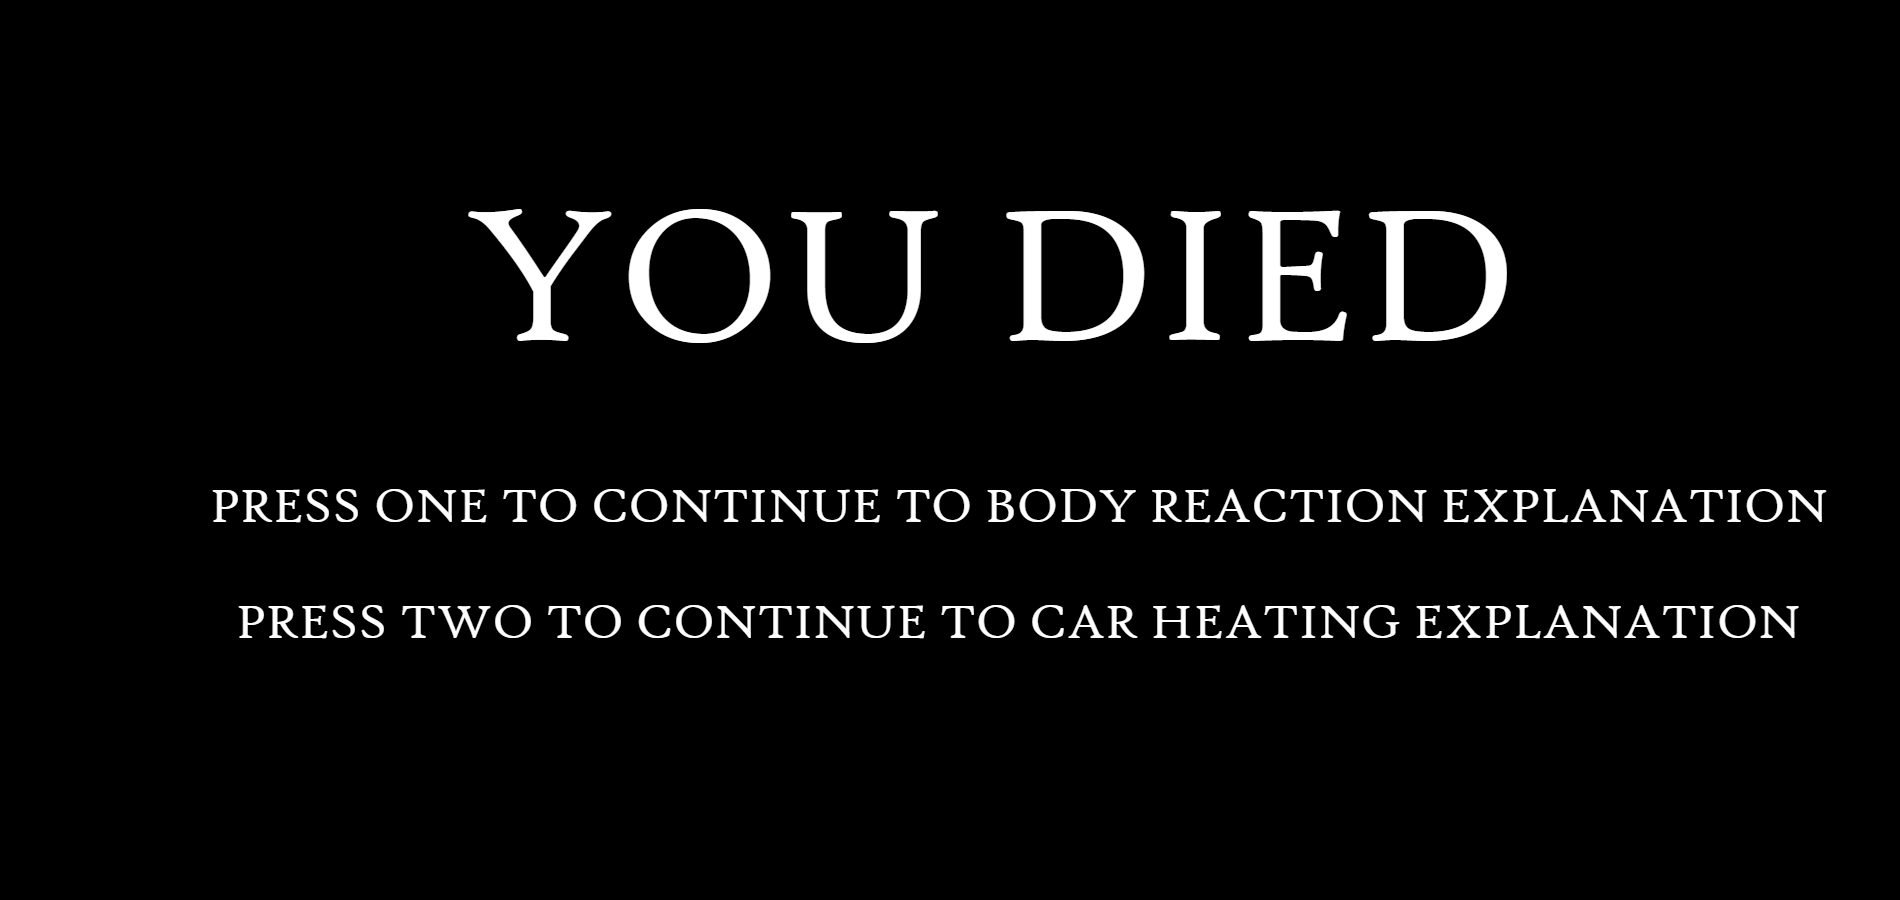 YOU DIED
PRESS ONE TO CONTINUE TO BODY REACTION EXPLANATION
PRESS TWO TO CONTINUE TO CAR HEATING EXPLANATION